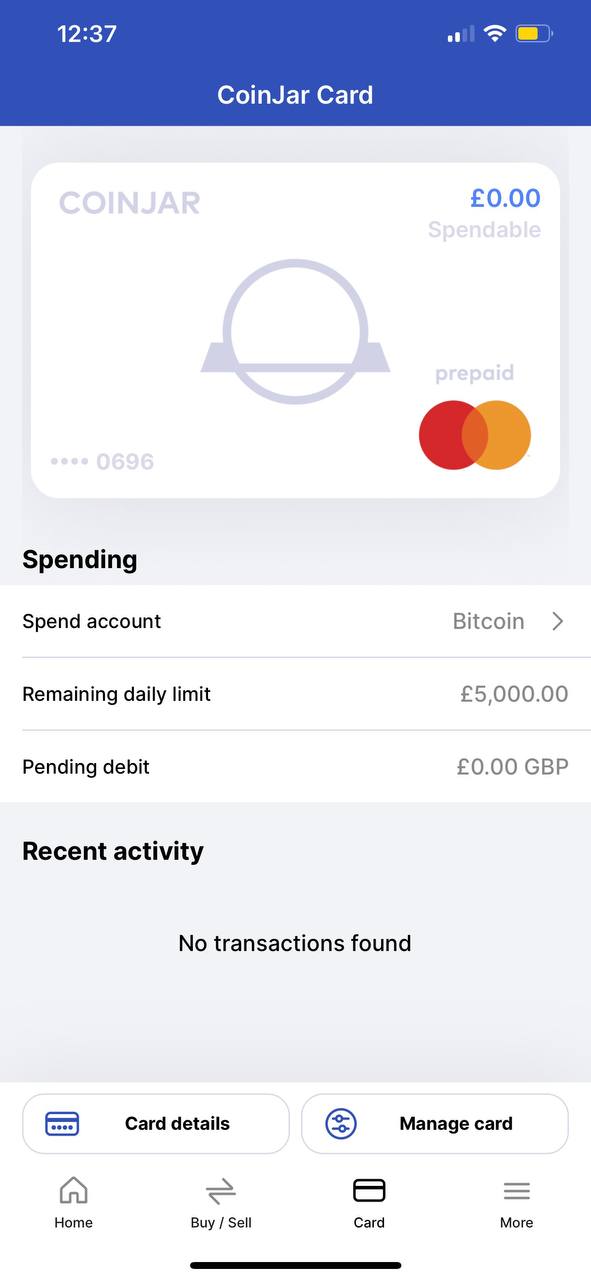 12:37
CoinJar Card
COINJAR
£0.00
Spendable
prepaid
•••• 0696
Spending
Spend account Bitcoin
Remaining daily limit £5,000.00
Pending debit £0.00 GBP
Recent activity
No transactions found
Card details Manage card
Home Buy / Sell Card More